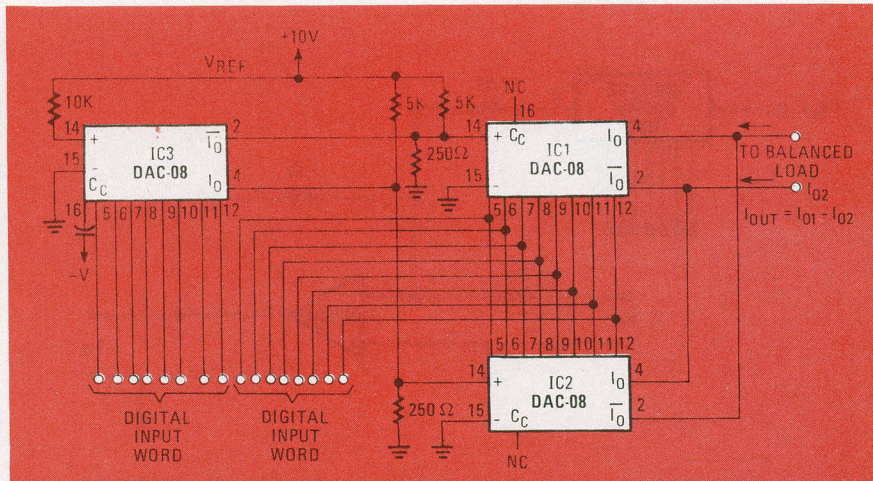 +10V
VREF
10K
5K
5K
NC
16
14
+
2
I̅O
IC3
DAC-08
15
-
CC
4
IO
16
5 6 7 8 9 10 11 12
-V
250Ω
14
+
CC
IO
4
IC1
DAC-08
15
-
I̅O
2
5 6 7 8 9 10 11 12
TO BALANCED
LOAD
IO2
IOUT = IO1 - IO2
5 6 7 8 9 10 11 12
14
+
IO
4
IC2
DAC-08
250 Ω
15
-
CC
I̅O
2
NC
DIGITAL
INPUT
WORD
DIGITAL
INPUT
WORD